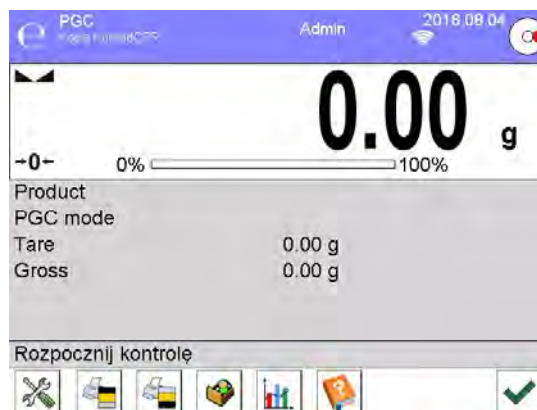 PGC
Admin
2016.08.04
0.00 g
→0←
0% 100%
Product
PGC mode
Tare 0.00 g
Gross 0.00 g
Rozpocznij kontrolę